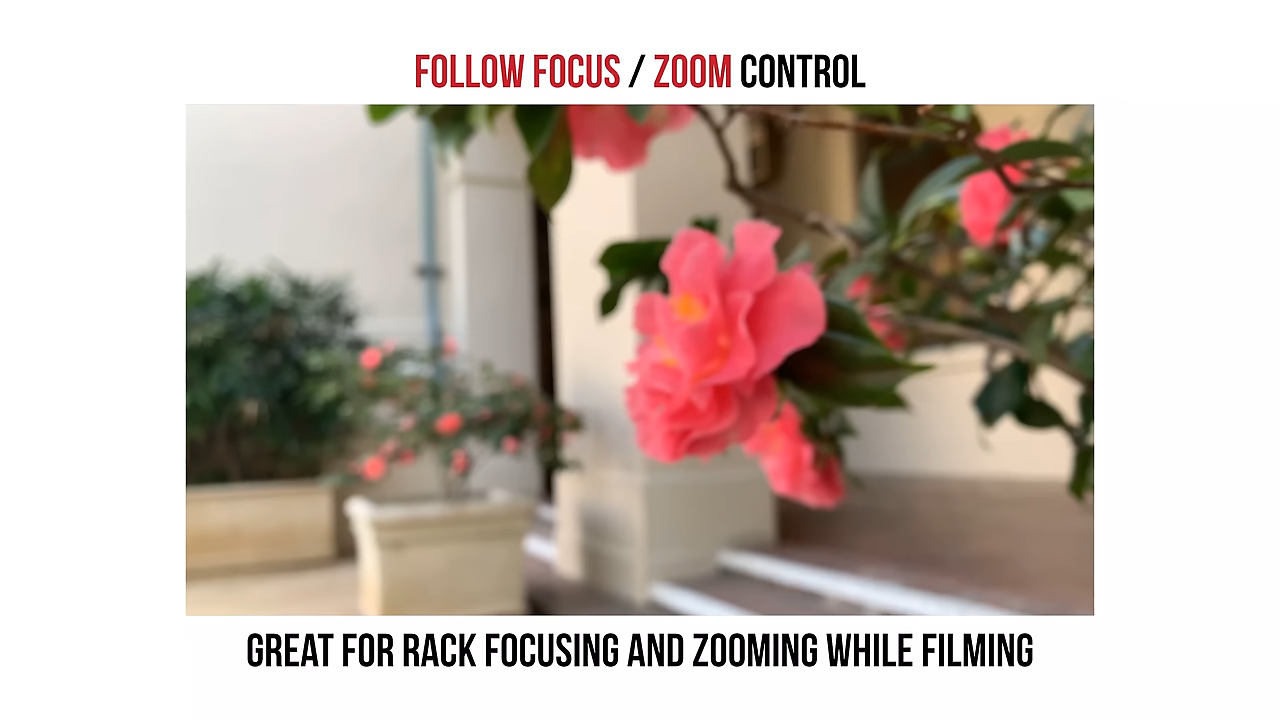 FOLLOW FOCUS / ZOOM CONTROL
GREAT FOR RACK FOCUSING AND ZOOMING WHILE FILMING